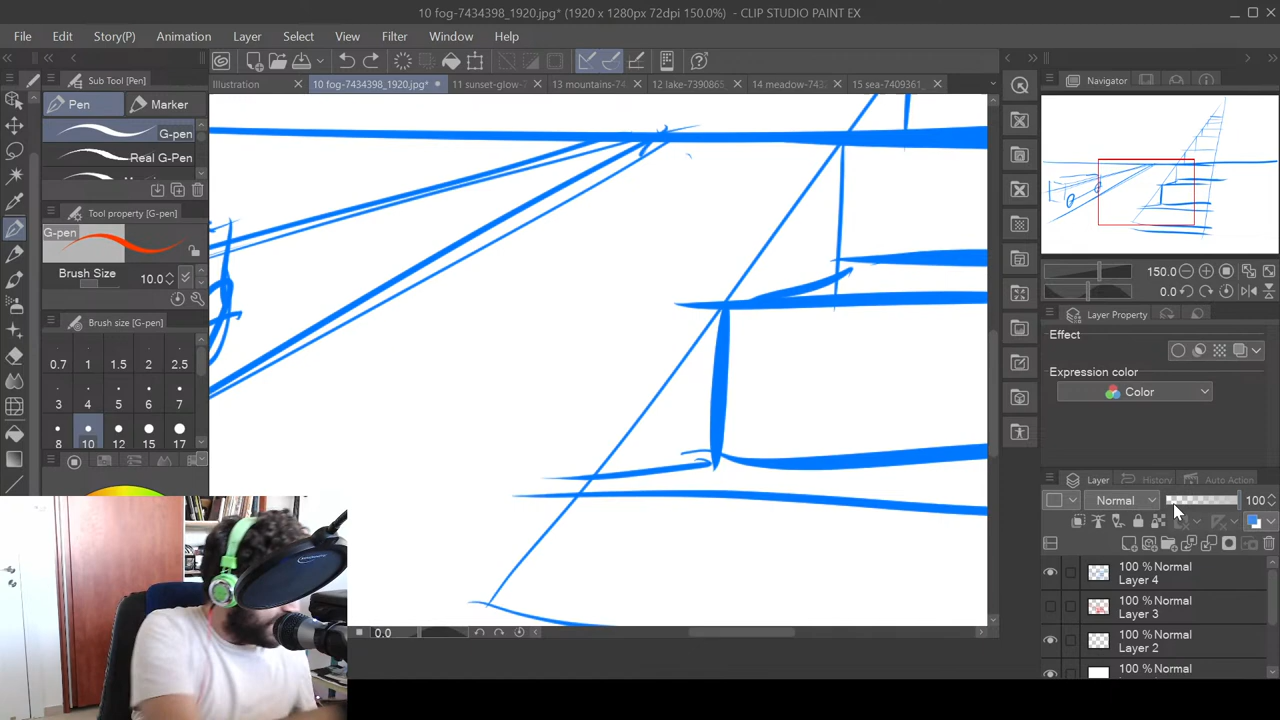 10 fog-7434398_1920.jpg* (1920 x 1280px 72dpi 150.0%) - CLIP STUDIO PAINT EX
File Edit Story(P) Animation Layer Select View Filter Window Help
Sub Tool [Pen]
Illustration
10 fog-7434398_1920.jpg*
11 sunset-glow-7
13 mountains-74
12 lake-7390865
14 meadow-7432
15 sea-7409361_
Navigator
Pen
Marker
G-pen
Real G-Pen
Tool property [G-pen]
G-pen
Brush Size 10.0
Brush size [G-pen]
0.7 1 1.5 2 2.5
3 4 5 6 7
8 10 12 15 17
0.0
150.0
0.0
Layer Property
Effect
Expression color
Color
Layer History Auto Action
Normal 100
100 % Normal
Layer 4
100 % Normal
Layer 3
100 % Normal
Layer 2
100 % Normal